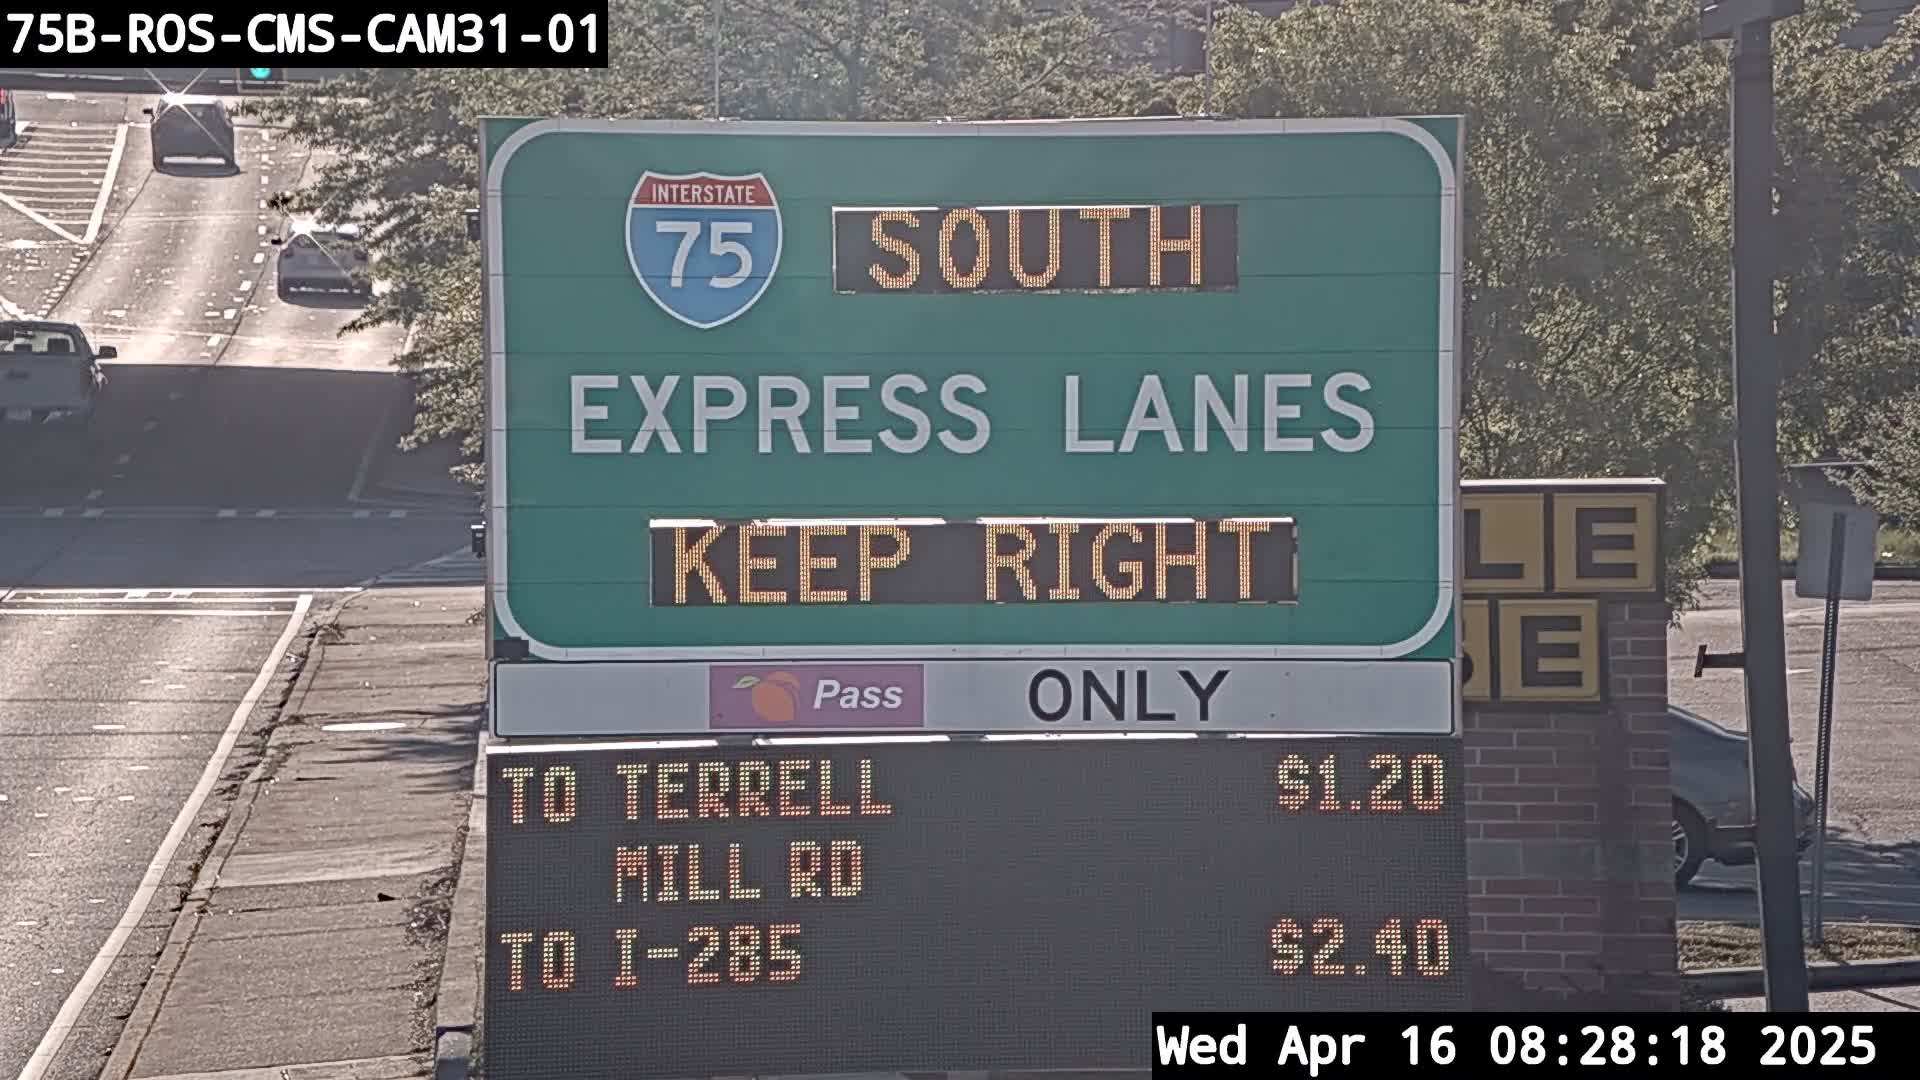 75B-ROS-CMS-CAM31-01
INTERSTATE
75
SOUTH
EXPRESS LANES
KEEP RIGHT
Pass ONLY
TO TERRELL $1.20
MILL RD
TO I-285 $2.40
LE
E
Wed Apr 16 08:28:18 2025